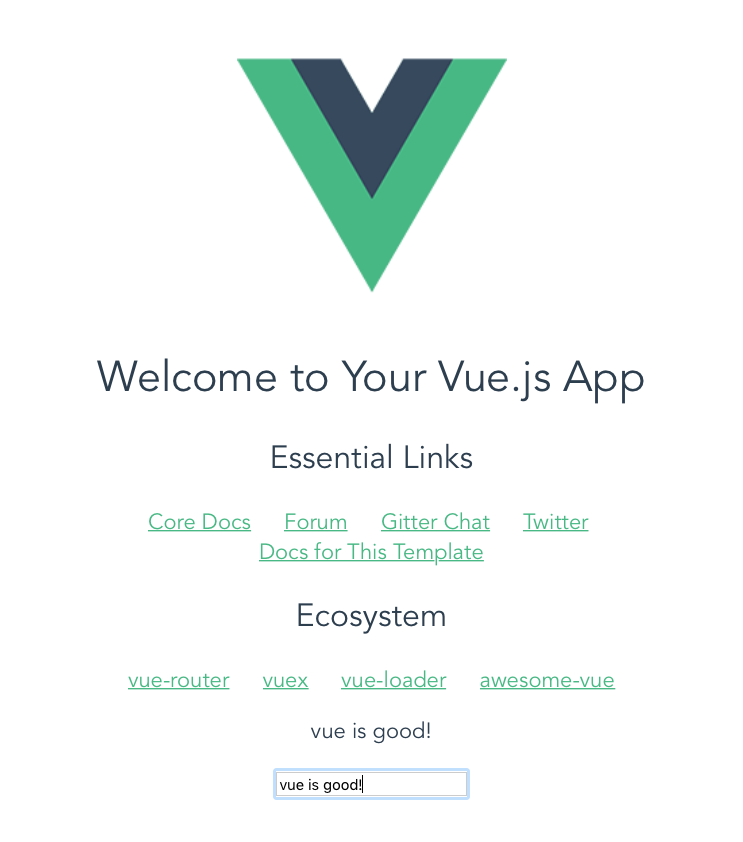 Welcome to Your Vue.js App
Essential Links
Core Docs Forum Gitter Chat Twitter
Docs for This Template
Ecosystem
vue-router vuex vue-loader awesome-vue
vue is good!
vue is good!